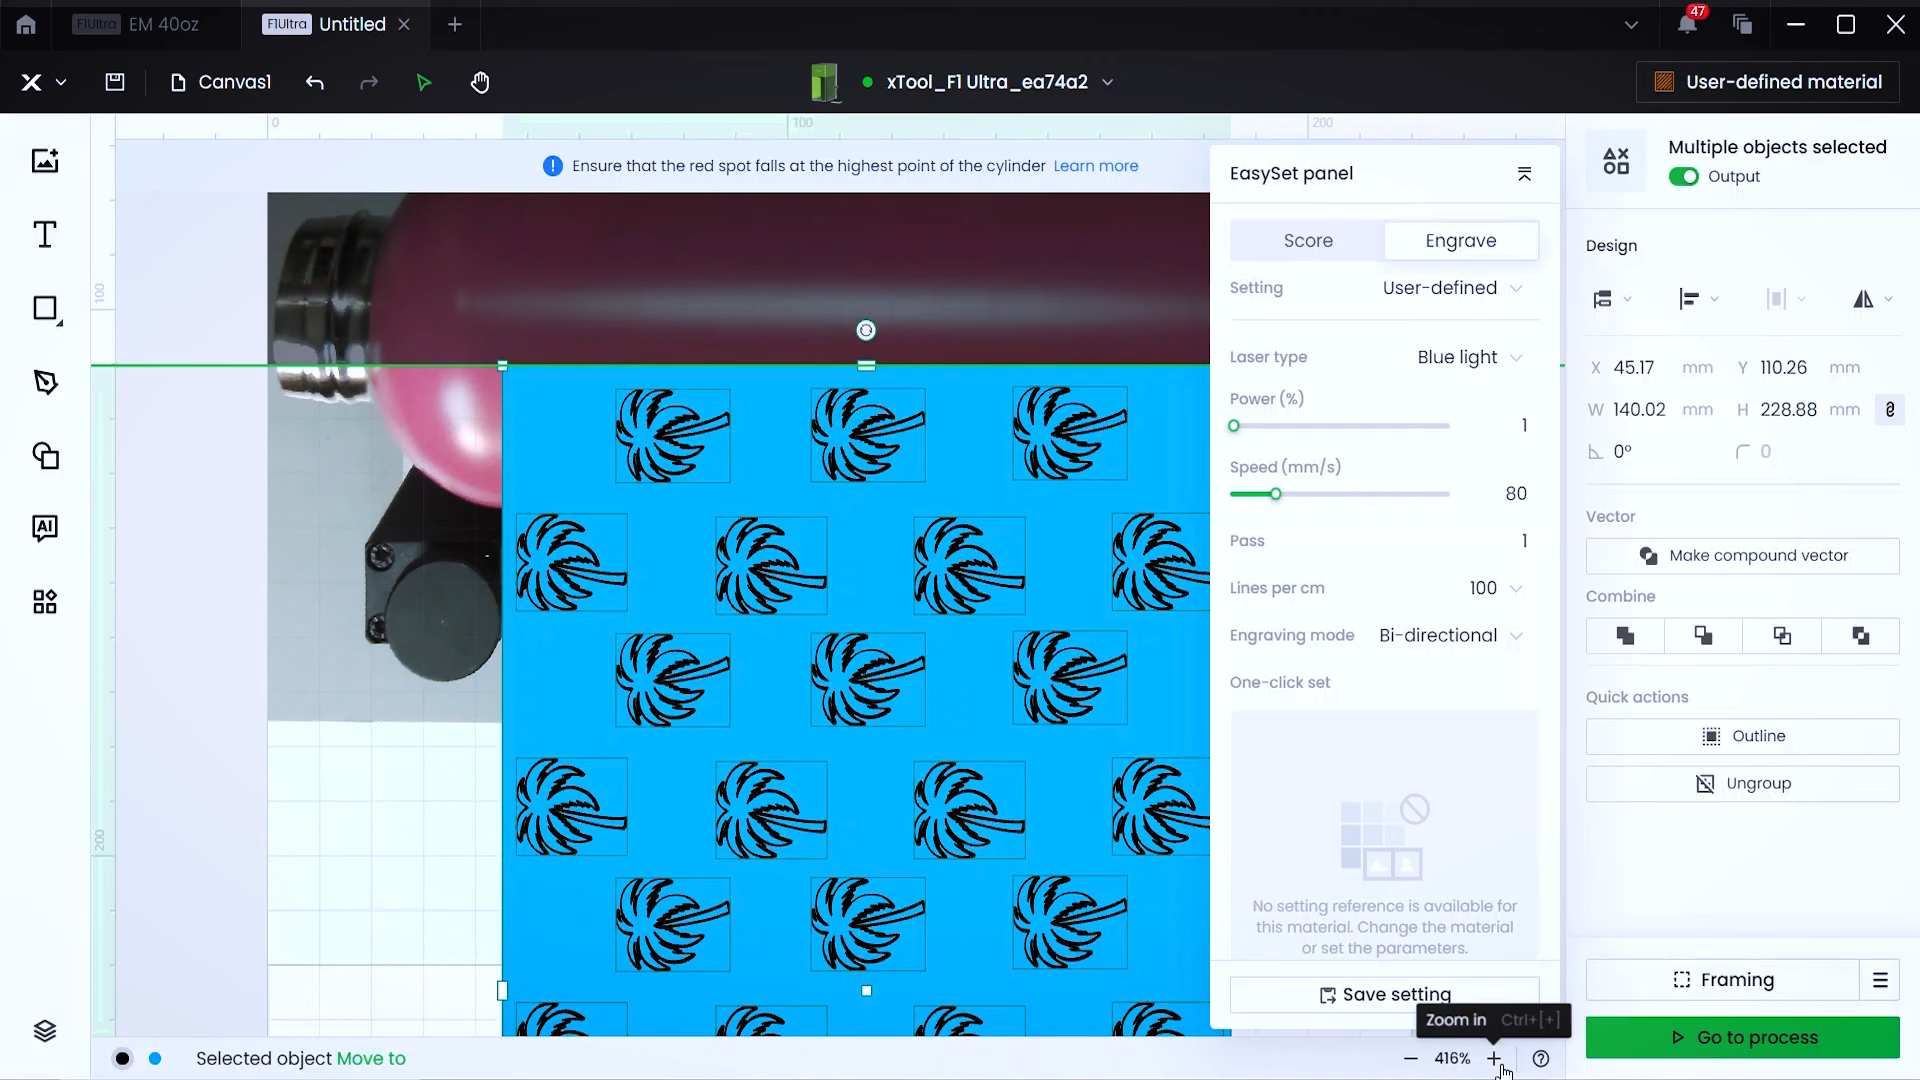 F1Ultra EM 40oz
F1Ultra Untitled
47
Canvas1
xTool_F1 Ultra_ea74a2
User-defined material
0
100
200
100
200
Ensure that the red spot falls at the highest point of the cylinder Learn more
EasySet panel
Score
Engrave
Setting
User-defined
Laser type
Blue light
Power (%)
1
Speed (mm/s)
80
Pass
1
Lines per cm
100
Engraving mode
Bi-directional
One-click set
No setting reference is available for
this material. Change the material
or set the parameters.
Save setting
Zoom in Ctrl+[+]
Multiple objects selected
Output
Design
X 45.17 mm Y 110.26 mm
W 140.02 mm H 228.88 mm
0° 0
Vector
Make compound vector
Combine
Quick actions
Outline
Ungroup
Framing
Go to process
AI
Selected object Move to
416%